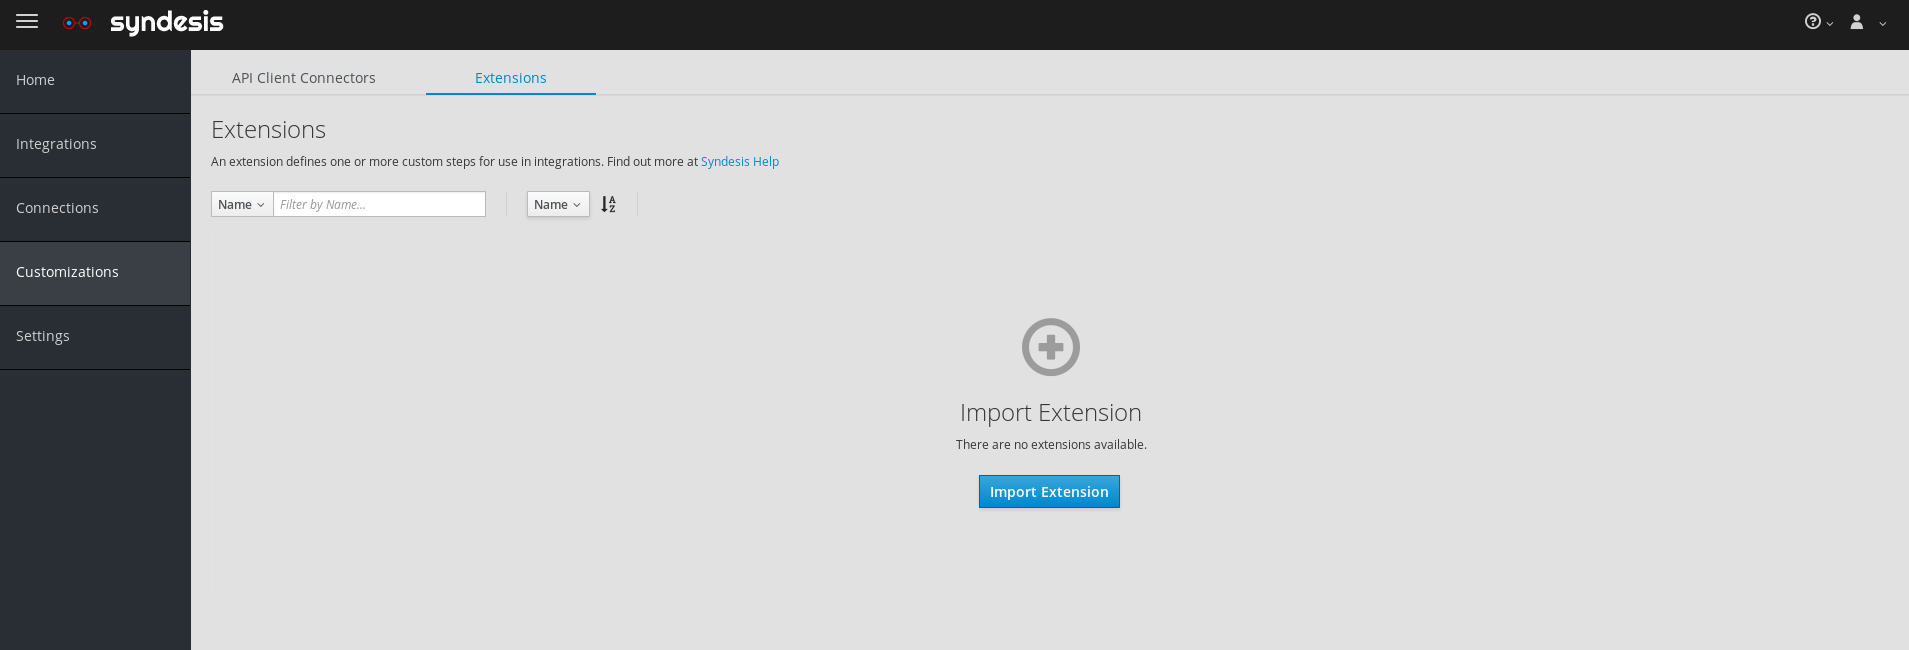 syndesis
Home
Integrations
Connections
Customizations
Settings
API Client Connectors
Extensions
Extensions
An extension defines one or more custom steps for use in integrations. Find out more at Syndesis Help
Name
Filter by Name...
Name
A
Z
Import Extension
There are no extensions available.
Import Extension